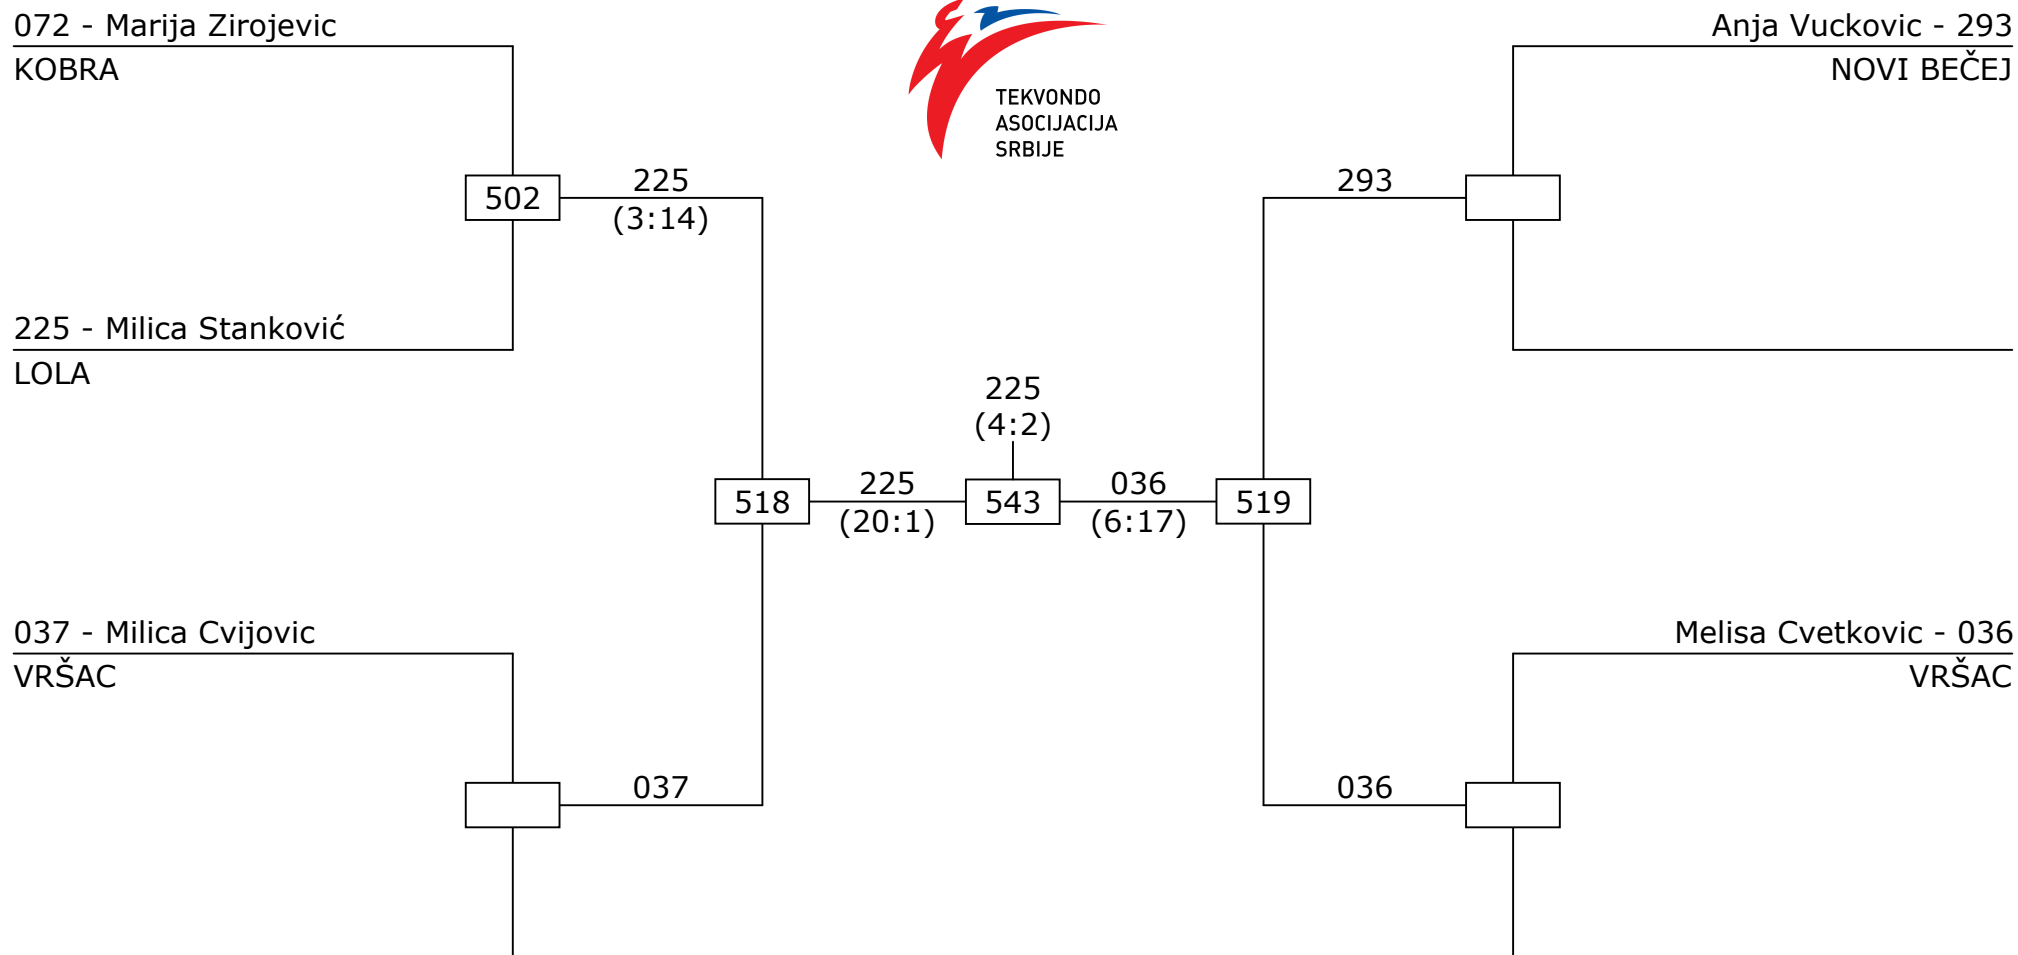 072 - Marija Zirojevic
KOBRA
Anja Vuckovic - 293
NOVI BEČEJ
TEKVONDO
ASOCIJACIJA
SRBIJE
502
225
(3:14)
293
225 - Milica Stanković
LOLA
225
(4:2)
518
225
(20:1)
543
036
(6:17)
519
037 - Milica Cvijovic
VRŠAC
Melisa Cvetkovic - 036
VRŠAC
037
036